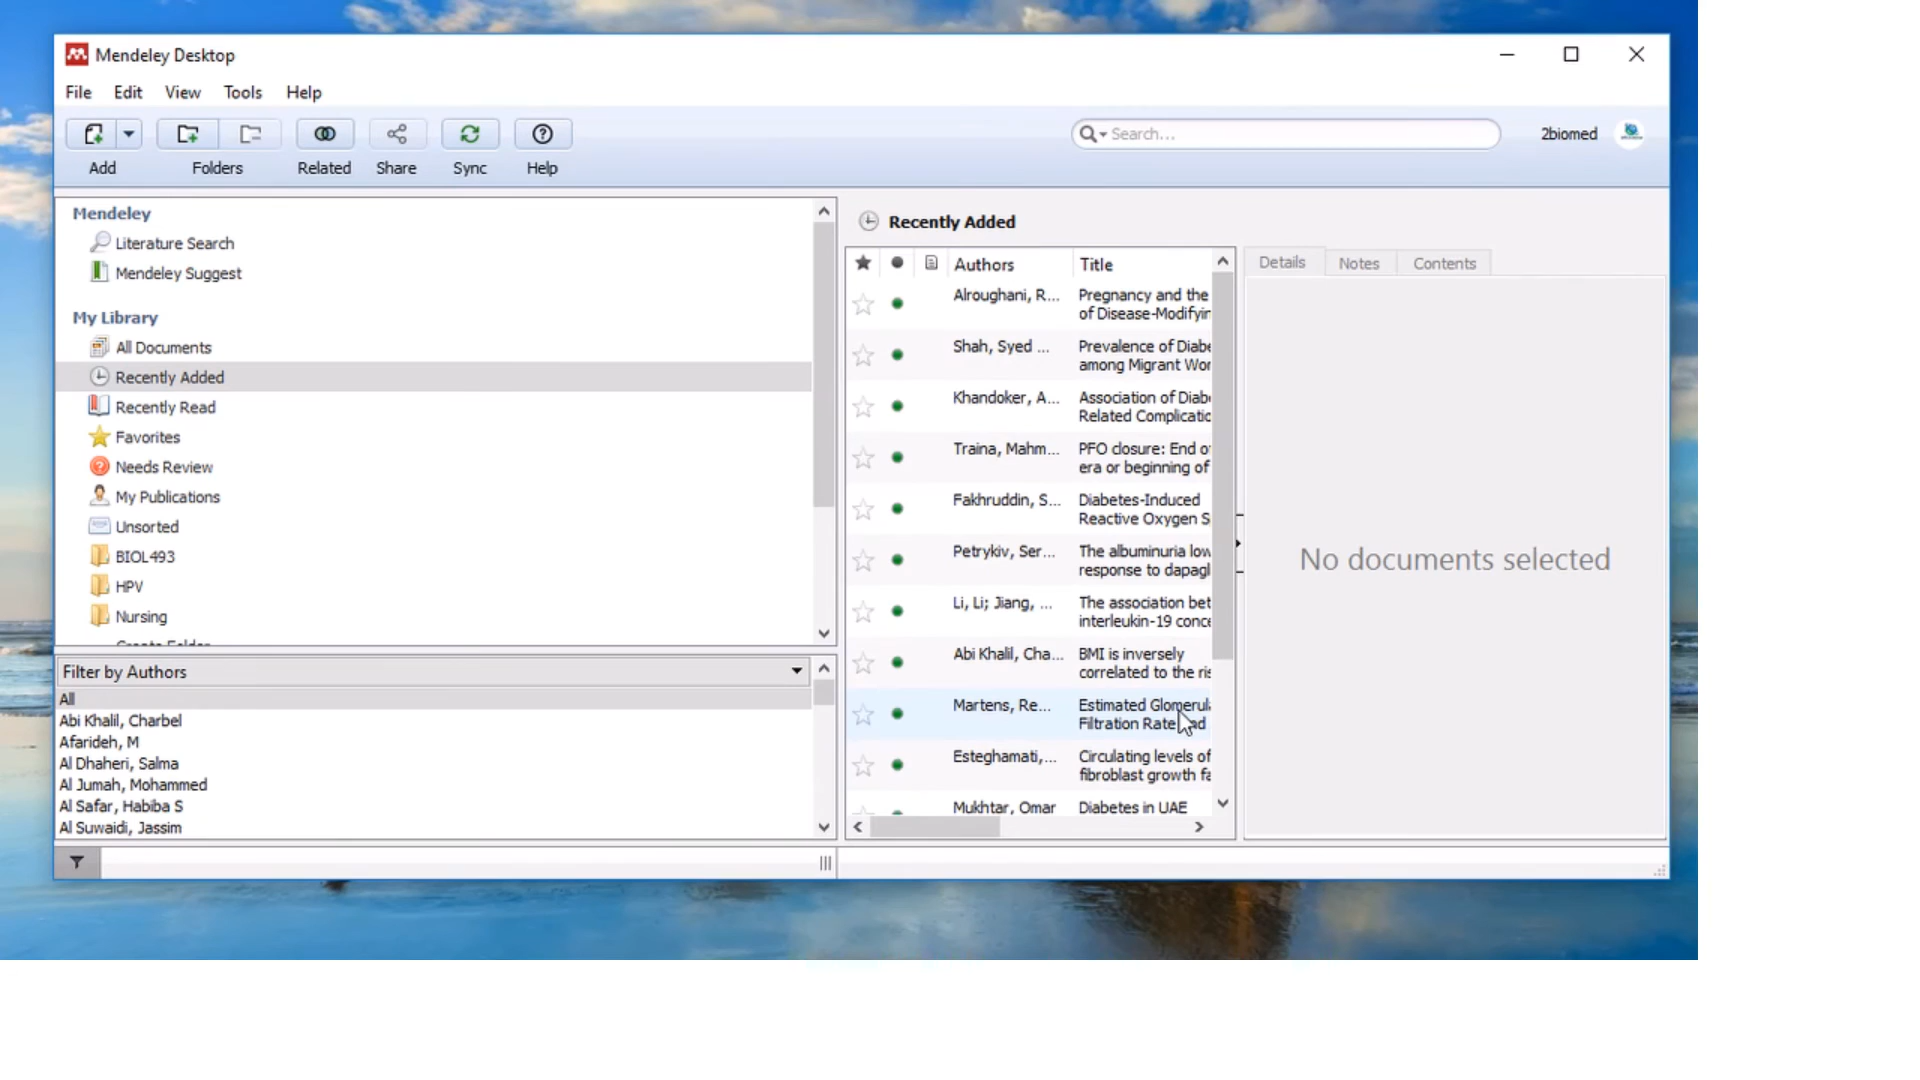 Mendeley Desktop
File Edit View Tools Help
Search...
2biomed
Add Folders Related Share Sync Help
Mendeley
Literature Search
Mendeley Suggest
My Library
All Documents
Recently Added
Recently Read
Favorites
Needs Review
My Publications
Unsorted
BIOL493
HPV
Nursing
Filter by Authors
All
Abi Khalil, Charbel
Afarideh, M
Al Dhaheri, Salma
Al Jumah, Mohammed
Al Safar, Habiba S
Al Suwaidi, Jassim
Recently Added
Authors Title
Alroughani, R... Pregnancy and the
of Disease-Modifyin
Shah, Syed ... Prevalence of Diabe
among Migrant Wor
Khandoker, A... Association of Diab
Related Complicatio
Traina, Mahm... PFO closure: End o
era or beginning of
Fakhruddin, S... Diabetes-Induced
Reactive Oxygen S
Petrykiv, Ser... The albuminuria low
response to dapagl
Li, Li; Jiang, ... The association bet
interleukin-19 conce
Abi Khalil, Cha... BMI is inversely
correlated to the ris
Martens, Re... Estimated Glomerul
Filtration Rate
Esteghamati,... Circulating levels of
fibroblast growth fa
Mukhtar, Omar Diabetes in UAE
Details Notes Contents
No documents selected